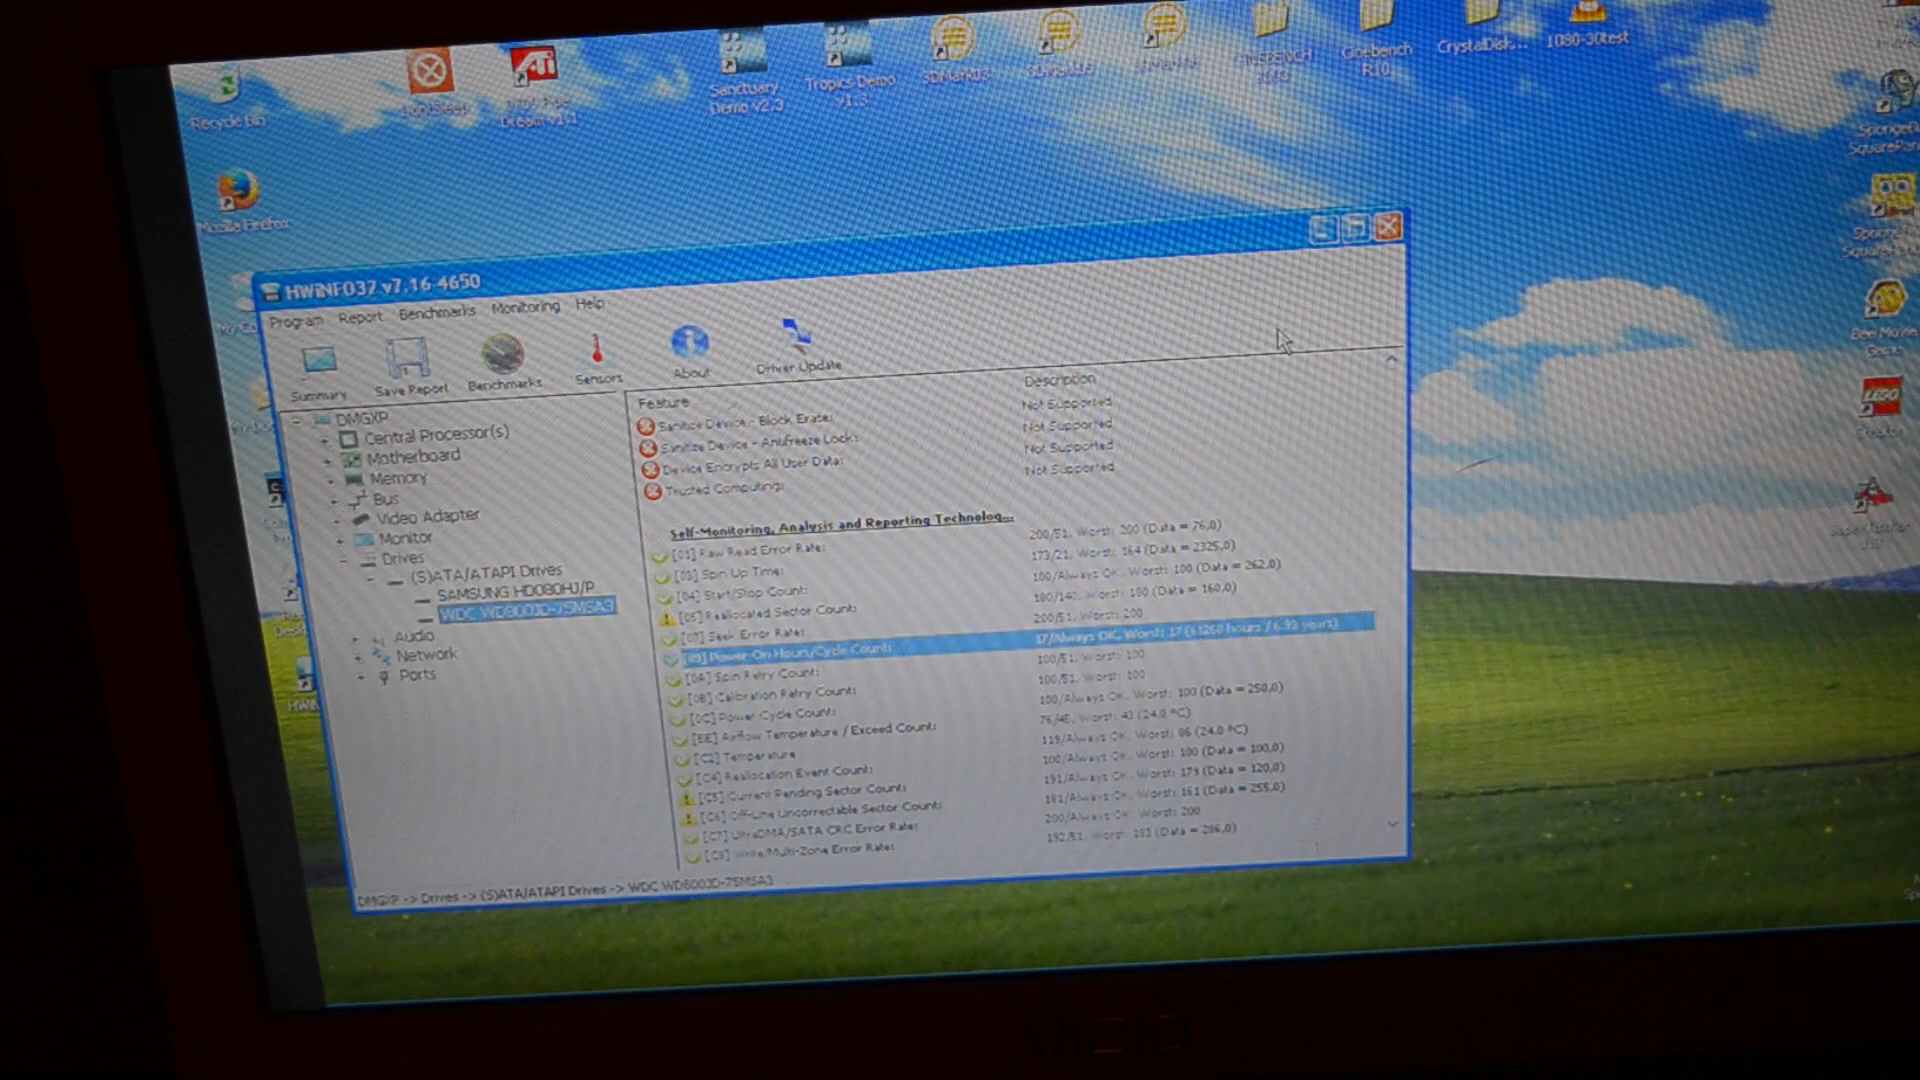 Recycle Bin
Sanctuary
Demo v2.3
Tropics Demo
v1.3
3DMark03
Cinebench
R10
CrystalDisk...
1080-30test
Mozilla Firefox
HWiNFO32 v7.16-4650
Program Report Benchmarks Monitoring Help
Summary Save Report Benchmarks Sensors About Driver Update
DMGXP
Central Processor(s)
Motherboard
Memory
Bus
Video Adapter
Monitor
Drives
(S)ATA/ATAPI Drives
SAMSUNG HD080HJ/P
WDC WD800JD-75MSA3
Audio
Network
Ports
Feature Description
Sanitize Device - Block Erase: Not Supported
Sanitize Device - Antifreeze Lock: Not Supported
Device Encrypts All User Data: Not Supported
Trusted Computing: Not Supported
Self-Monitoring, Analysis and Reporting Technolog...
[01] Raw Read Error Rate: 200/51, Worst: 200 (Data = 76,0)
[03] Spin Up Time: 173/21, Worst: 164 (Data = 2325,0)
[04] Start/Stop Count: 100/Always OK, Worst: 100 (Data = 262,0)
[05] Reallocated Sector Count: 180/140, Worst: 180 (Data = 160,0)
[07] Seek Error Rate: 200/51, Worst: 200
[09] Power-On Hours/Cycle Count: 17/Always OK, Worst: 17 (61260 hours / 6.99 years)
[0A] Spin Retry Count: 100/51, Worst: 100
[0B] Calibration Retry Count: 100/51, Worst: 100
[0C] Power Cycle Count: 100/Always OK, Worst: 100 (Data = 250,0)
[BE] Airflow Temperature / Exceed Count: 76/45, Worst: 43 (24.0 °C)
[C2] Temperature 119/Always OK, Worst: 86 (24.0 °C)
[C4] Reallocation Event Count: 100/Always OK, Worst: 100 (Data = 100,0)
[C5] Current Pending Sector Count: 191/Always OK, Worst: 179 (Data = 120,0)
[C6] Off-Line Uncorrectable Sector Count: 181/Always OK, Worst: 161 (Data = 255,0)
[C7] UltraDMA/SATA CRC Error Rate: 200/Always OK, Worst: 200
[C8] Write/Multi-Zone Error Rate: 192/51, Worst: 183 (Data = 286,0)
DMGXP -> Drives -> (S)ATA/ATAPI Drives -> WDC WD800JD-75MSA3
Bee Movie
LEGO
VIZIO